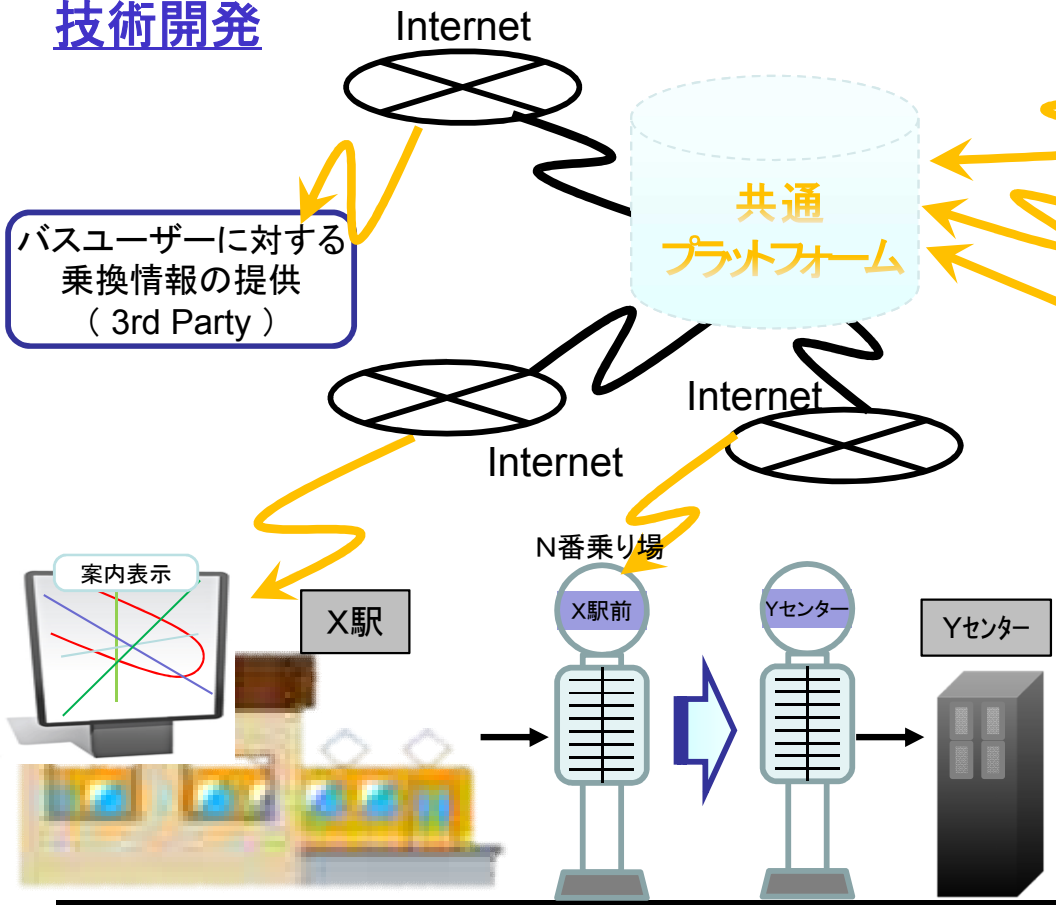 技術開発
Internet
共通
プラットフォーム
バスユーザーに対する
乗換情報の提供
( 3rd Party )
Internet
Internet
N番乗り場
案内表示
X駅
X駅前
Yセンター
Yセンター